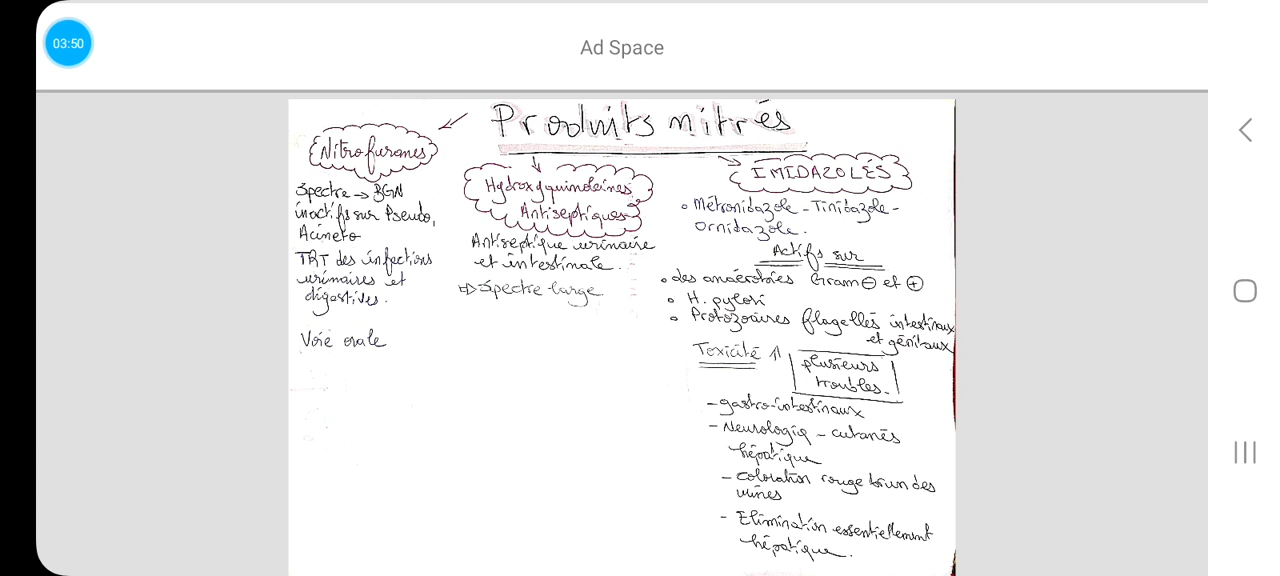 03:50
Ad Space
Produits nitrés
Nitrofuranes
Spectre → BGN
inactifs sur Pseudo,
Acineto
TRT des infections
urinaires et
digestives.
Voie orale
Hydroxyquinoleines
Antiseptiques
Antiseptique urinaire
et intestinale.
⇨ Spectre large
IMIDAZOLÉS
Métronidazole - Tinidazole -
Ornidazole.
Actifs sur
des anaérobies Gram ⊖ et ⊕
H. pylori
Protozoaires flagellés intestinaux
et génitaux
Toxicité ↑
plusieurs
troubles.
- gastro-intestinaux
- Neurologiq - cutanés
hépatique
- coloration rouge brun des
urines
- Elimination essentiellement
hépatique.